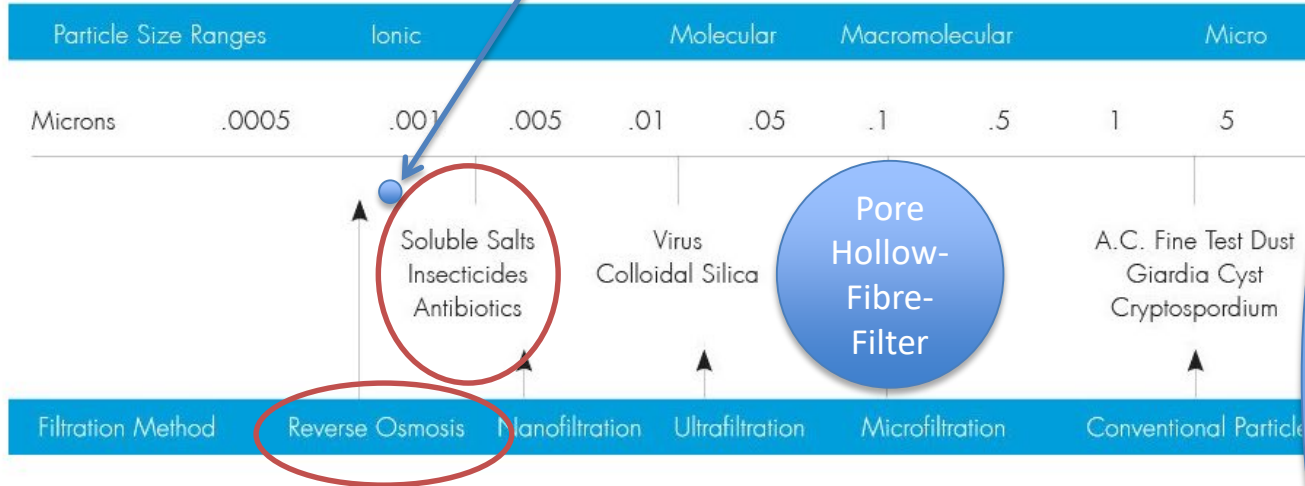 Particle Size Ranges Ionic Molecular Macromolecular Micro
Microns .0005 .001 .005 .01 .05 .1 .5 1 5
Soluble Salts
Insecticides
Antibiotics
Virus
Colloidal Silica
Pore
Hollow-
Fibre-
Filter
A.C. Fine Test Dust
Giardia Cyst
Cryptospordium
Filtration Method Reverse Osmosis Nanofiltration Ultrafiltration Microfiltration Conventional Particle